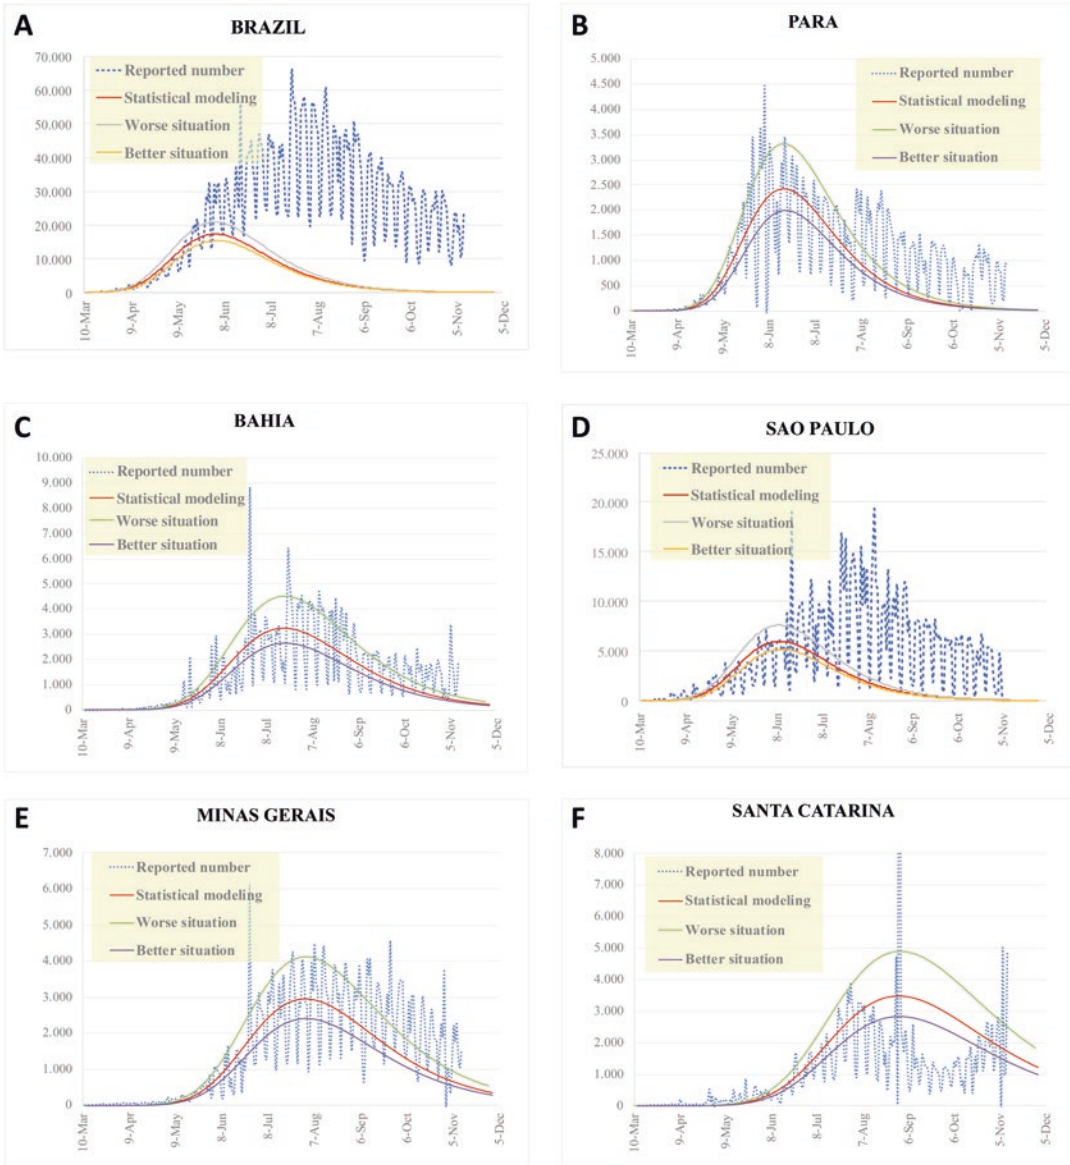 A
BRAZIL
70.000
60.000
50.000
40.000
30.000
20.000
10.000
0
Reported number
Statistical modeling
Worse situation
Better situation
10-Mar
9-Apr
9-May
8-Jun
8-Jul
7-Aug
6-Sep
6-Oct
5-Nov
5-Dec
B
PARA
5.000
4.500
4.000
3.500
3.000
2.500
2.000
1.500
1.000
500
0
Reported number
Statistical modeling
Worse situation
Better situation
10-Mar
9-Apr
9-May
8-Jun
8-Jul
7-Aug
6-Sep
6-Oct
5-Nov
5-Dec
C
BAHIA
10.000
9.000
8.000
7.000
6.000
5.000
4.000
3.000
2.000
1.000
0
Reported number
Statistical modeling
Worse situation
Better situation
10-Mar
9-Apr
9-May
8-Jun
8-Jul
7-Aug
6-Sep
6-Oct
5-Nov
5-Dec
D
SAO PAULO
25.000
20.000
15.000
10.000
5.000
0
Reported number
Statistical modeling
Worse situation
Better situation
10-Mar
9-Apr
9-May
8-Jun
8-Jul
7-Aug
6-Sep
6-Oct
5-Nov
5-Dec
E
MINAS GERAIS
7.000
6.000
5.000
4.000
3.000
2.000
1.000
0
Reported number
Statistical modeling
Worse situation
Better situation
10-Mar
9-Apr
9-May
8-Jun
8-Jul
7-Aug
6-Sep
6-Oct
5-Nov
5-Dec
F
SANTA CATARINA
8.000
7.000
6.000
5.000
4.000
3.000
2.000
1.000
0
Reported number
Statistical modeling
Worse situation
Better situation
10-Mar
9-Apr
9-May
8-Jun
8-Jul
7-Aug
6-Sep
6-Oct
5-Nov
5-Dec